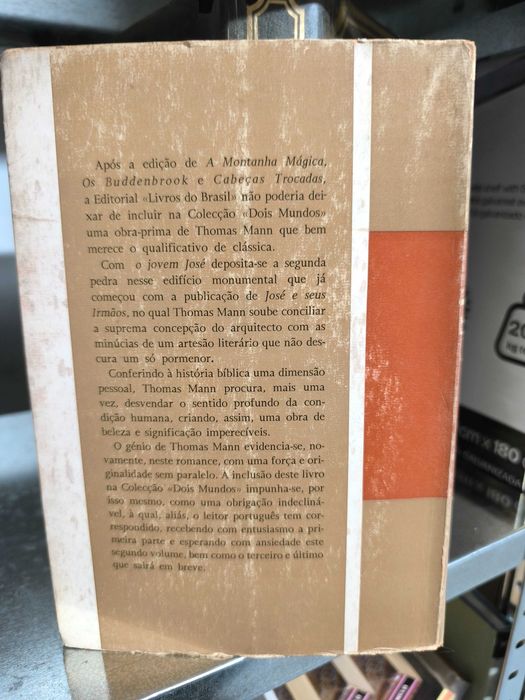 Após a edição de A Montanha Mágica,
Os Buddenbrook e Cabeças Trocadas,
a Editorial «Livros do Brasil» não poderia dei-
xar de incluir na Colecção «Dois Mundos»
uma obra-prima de Thomas Mann que bem
merece o qualificativo de clássica.
Com o jovem José deposita-se a segunda
pedra nesse edifício monumental que já
começou com a publicação de José e seus
Irmãos, no qual Thomas Mann soube conciliar
a suprema concepção do arquitecto com as
minúcias de um artesão literário que não des-
cura um só pormenor.
Conferindo à história bíblica uma dimensão
pessoal, Thomas Mann procura, mais uma
vez, desvendar o sentido profundo da con-
dição humana, criando, assim, uma obra de
beleza e significação imperecíveis.
O génio de Thomas Mann evidencia-se, no-
vamente, neste romance, com uma força e ori-
ginalidade sem paralelo. A inclusão deste livro
na Colecção «Dois Mundos» impunha-se, por
isso mesmo, como uma obrigação indeclina-
vel, à qual, aliás, o leitor português tem cor-
respondido, recebendo com entusiasmo a pri-
meira parte e esperando com ansiedade este
segundo volume, bem como o terceiro e último
que sairá em breve.
cm x 180